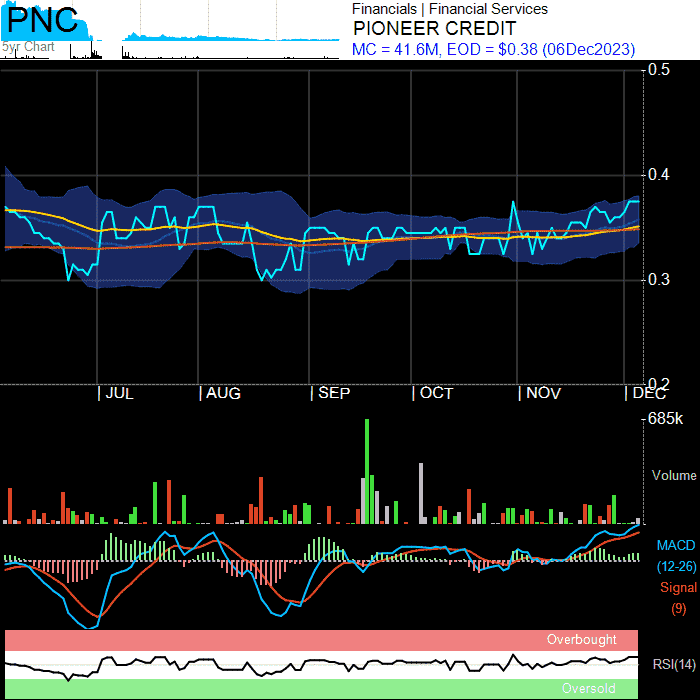 PNC
5yr Chart
Financials | Financial Services
PIONEER CREDIT
MC = 41.6M, EOD = $0.38 (06Dec2023)
0.5
0.4
0.3
0.2
| JUL | AUG | SEP | OCT | NOV | DEC
685k
Volume
MACD
(12-26)
Signal
(9)
Overbought
RSI(14)
Oversold